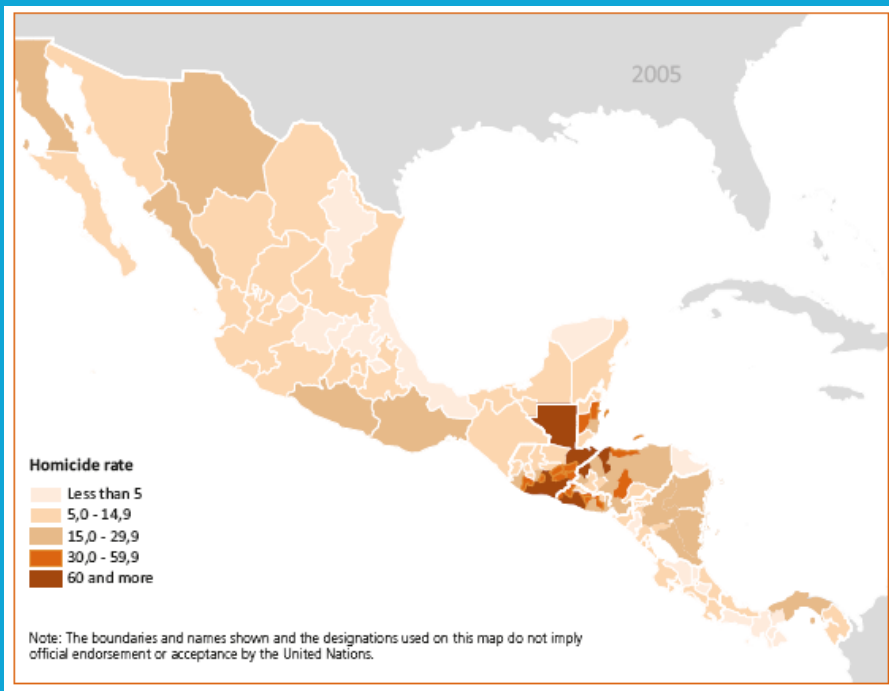 2005
Homicide rate
Less than 5
5,0 - 14,9
15,0 - 29,9
30,0 - 59,9
60 and more
Note: The boundaries and names shown and the designations used on this map do not imply
official endorsement or acceptance by the United Nations.